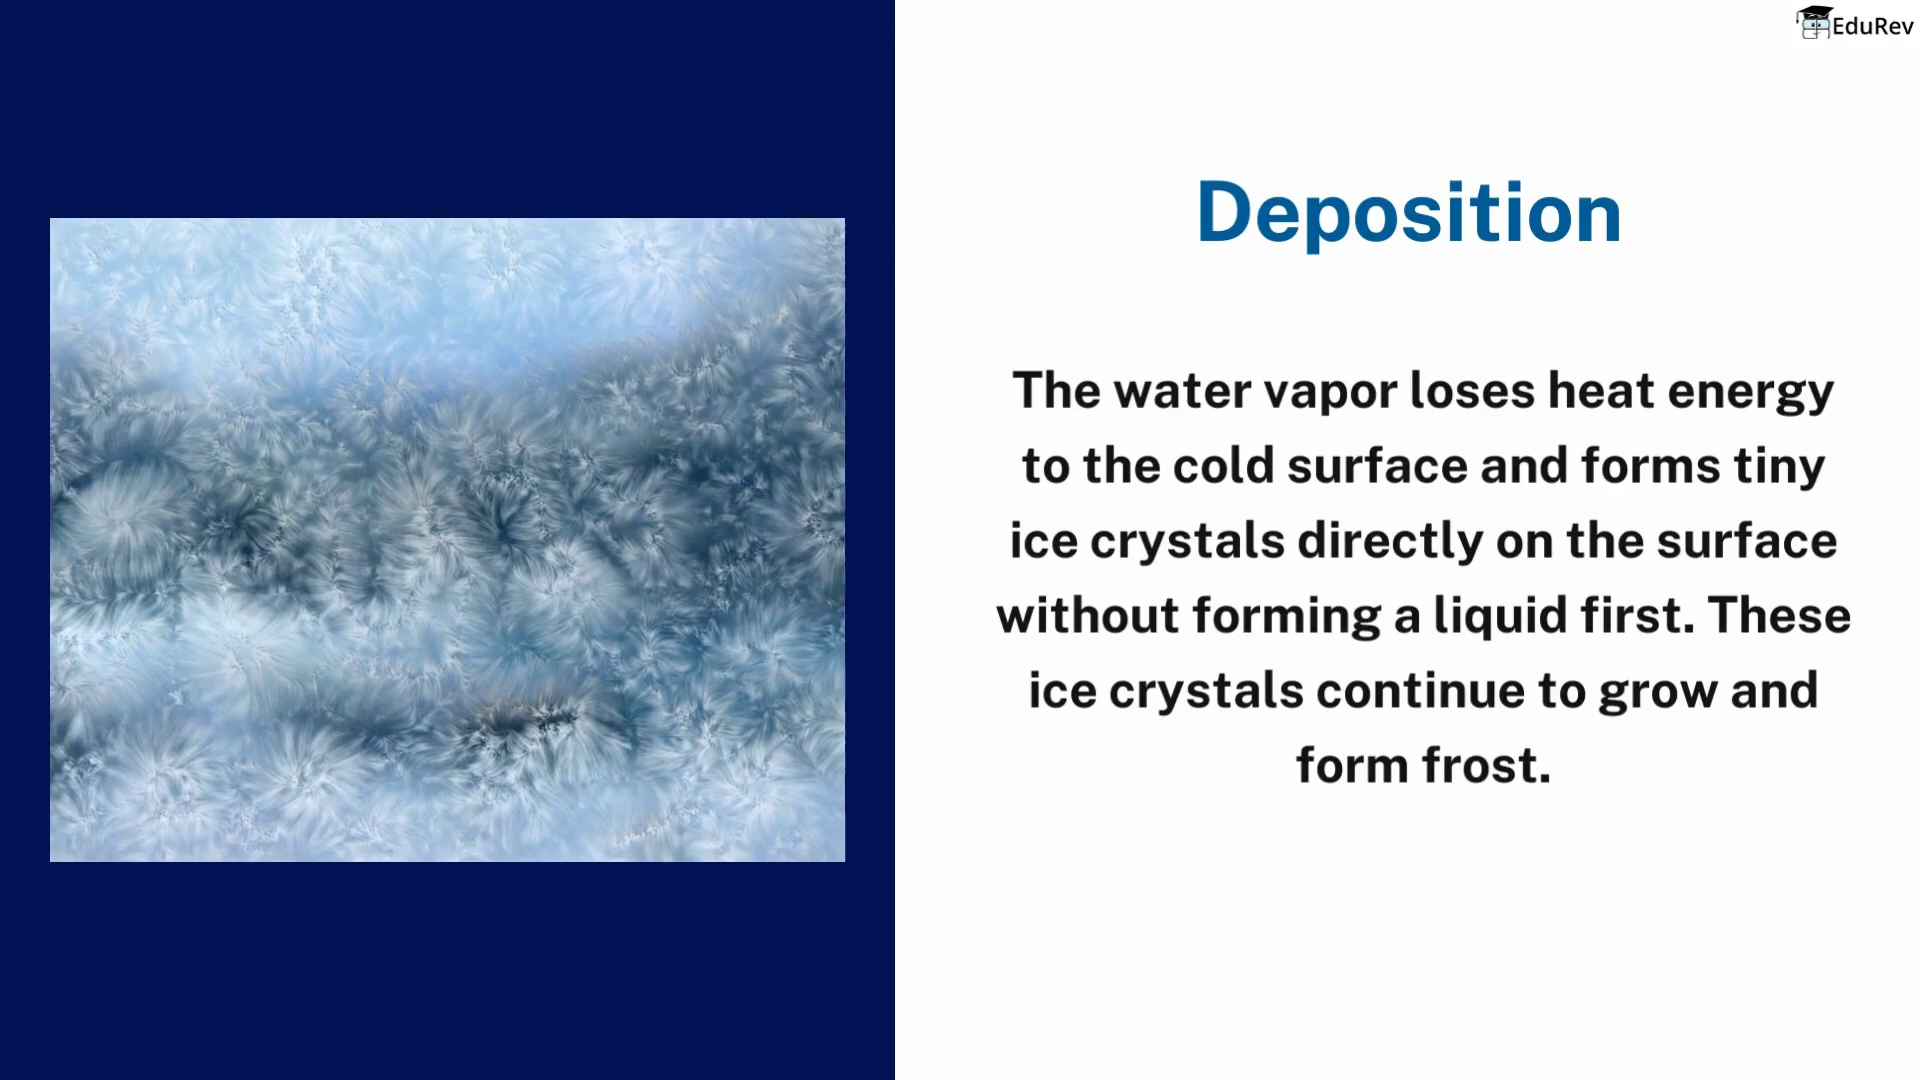 EduRev
Deposition
The water vapor loses heat energy
to the cold surface and forms tiny
ice crystals directly on the surface
without forming a liquid first. These
ice crystals continue to grow and
form frost.